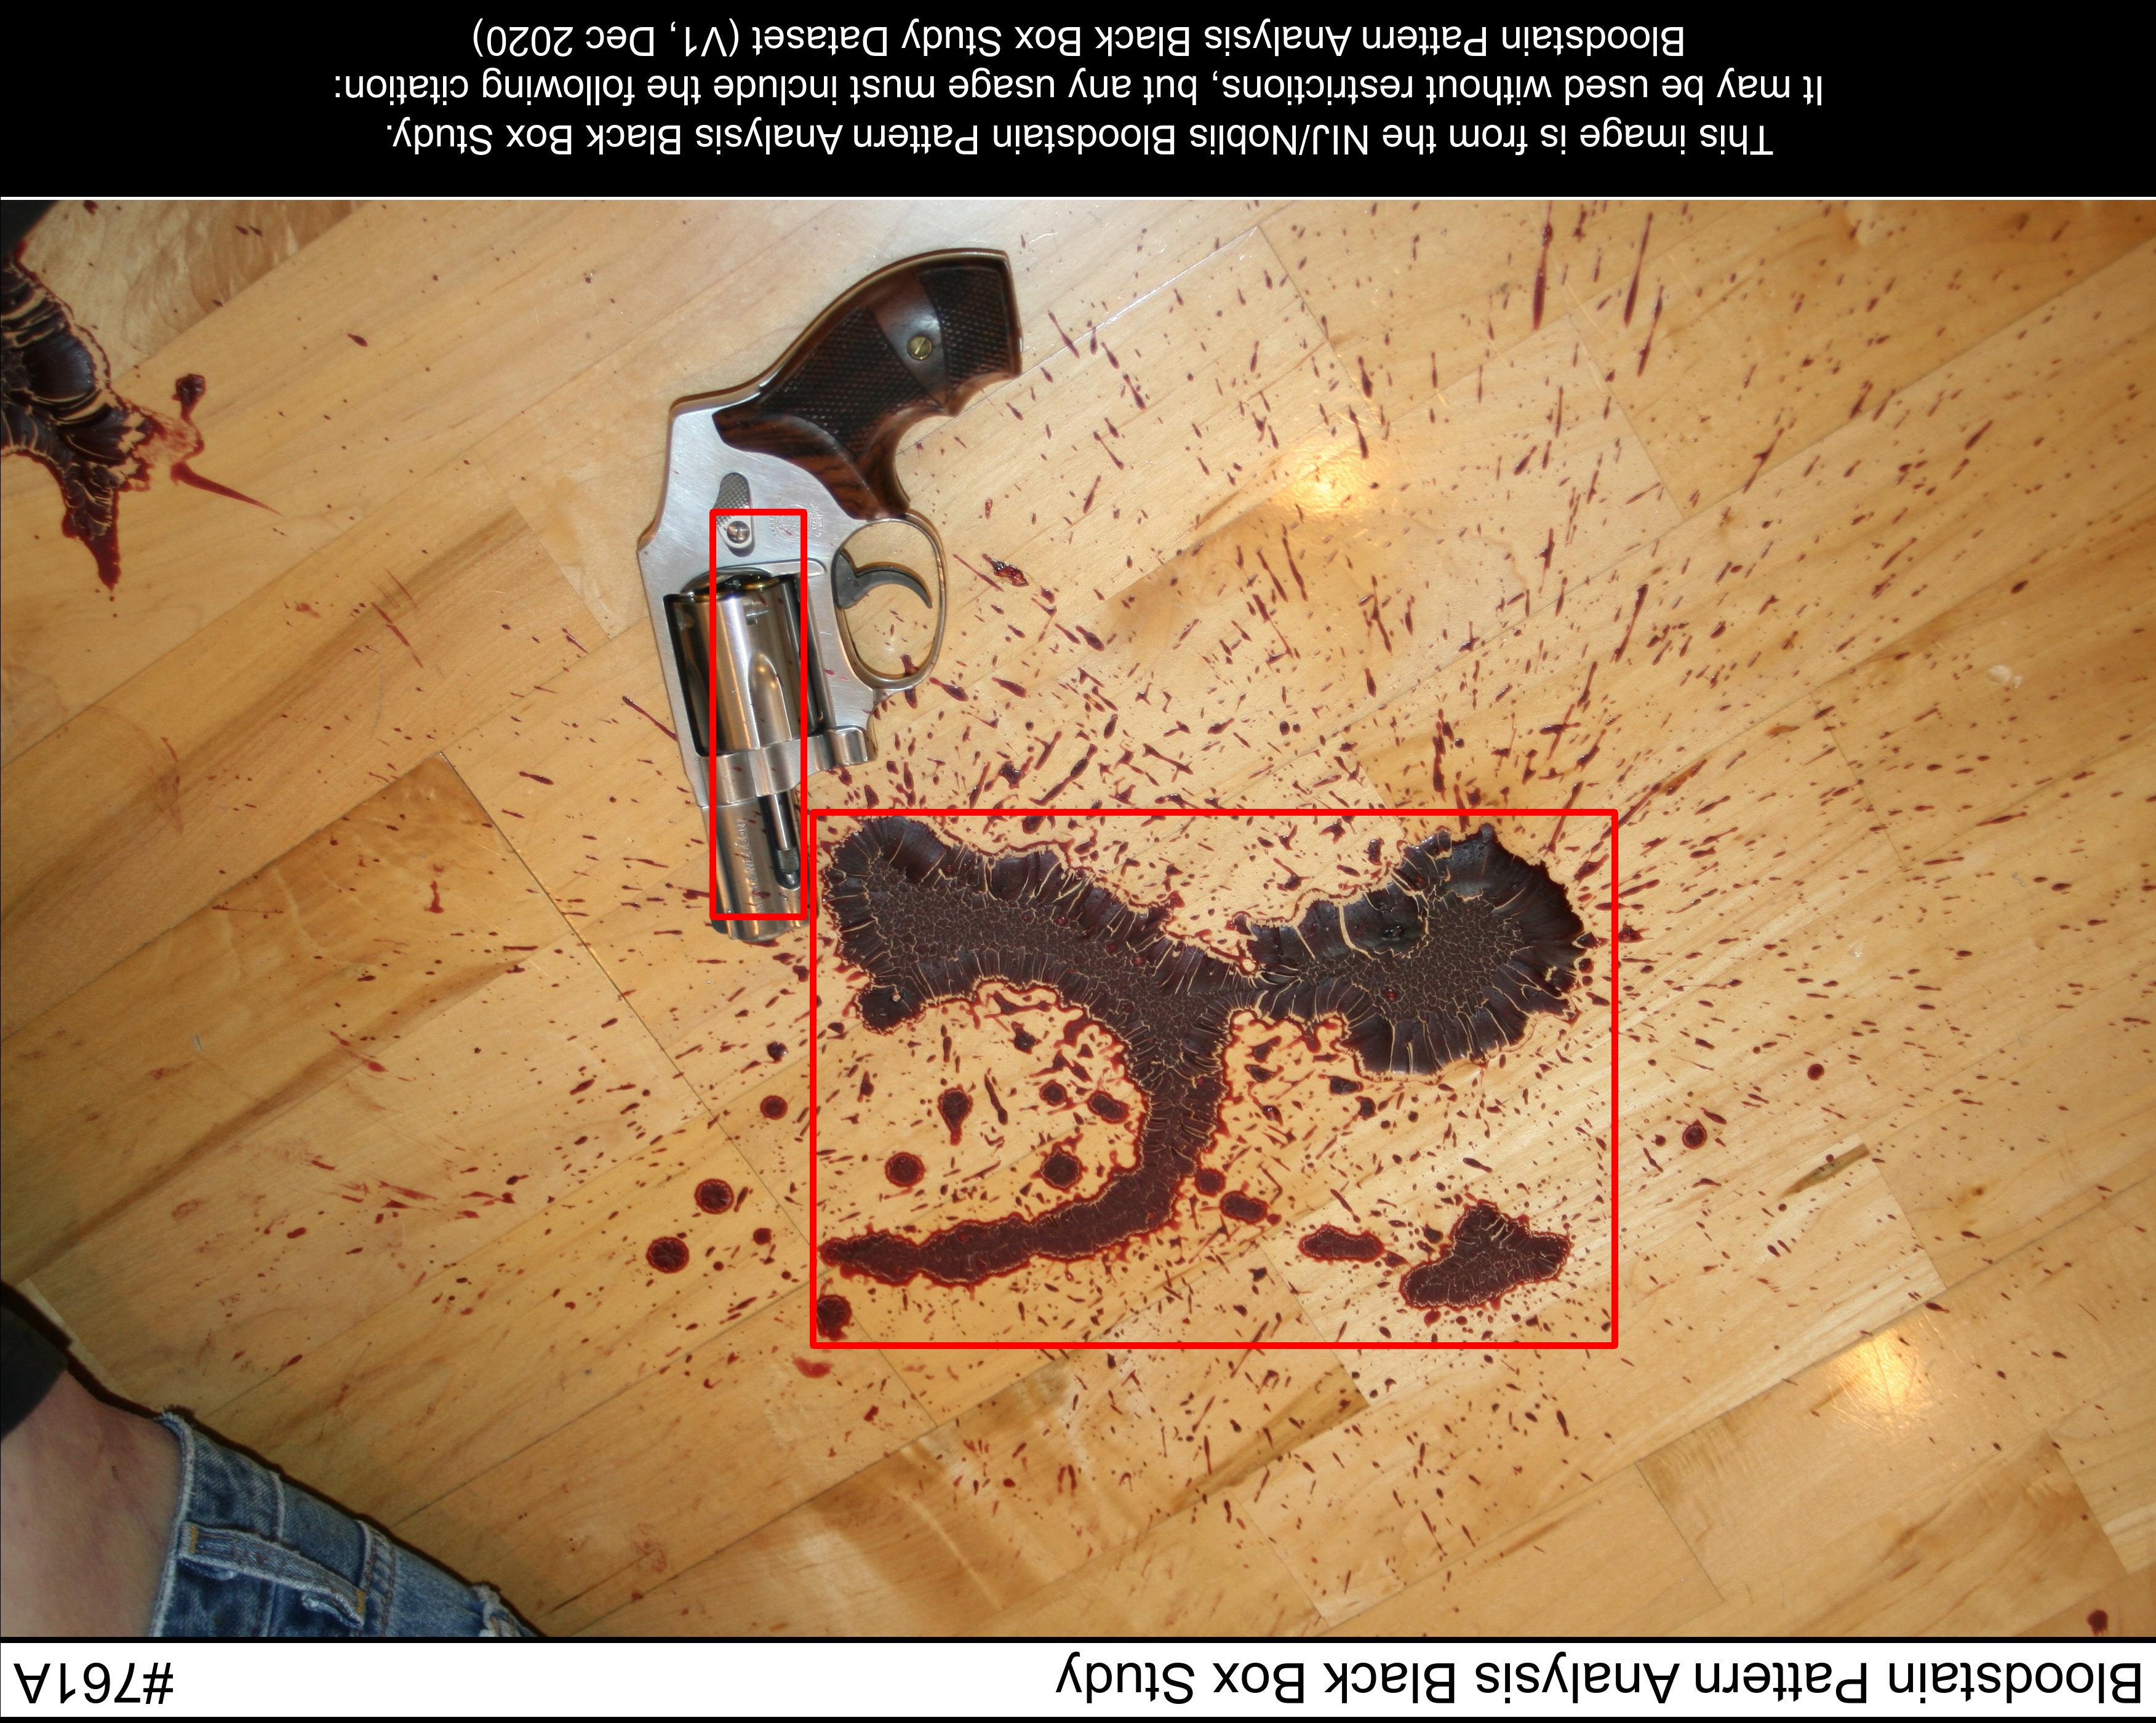 Bloodstain Pattern Analysis Black Box Study
#761A
This image is from the NIJ/Noblis Bloodstain Pattern Analysis Black Box Study.
It may be used without restrictions, but any usage must include the following citation:
Bloodstain Pattern Analysis Black Box Study Dataset (V1, Dec 2020)